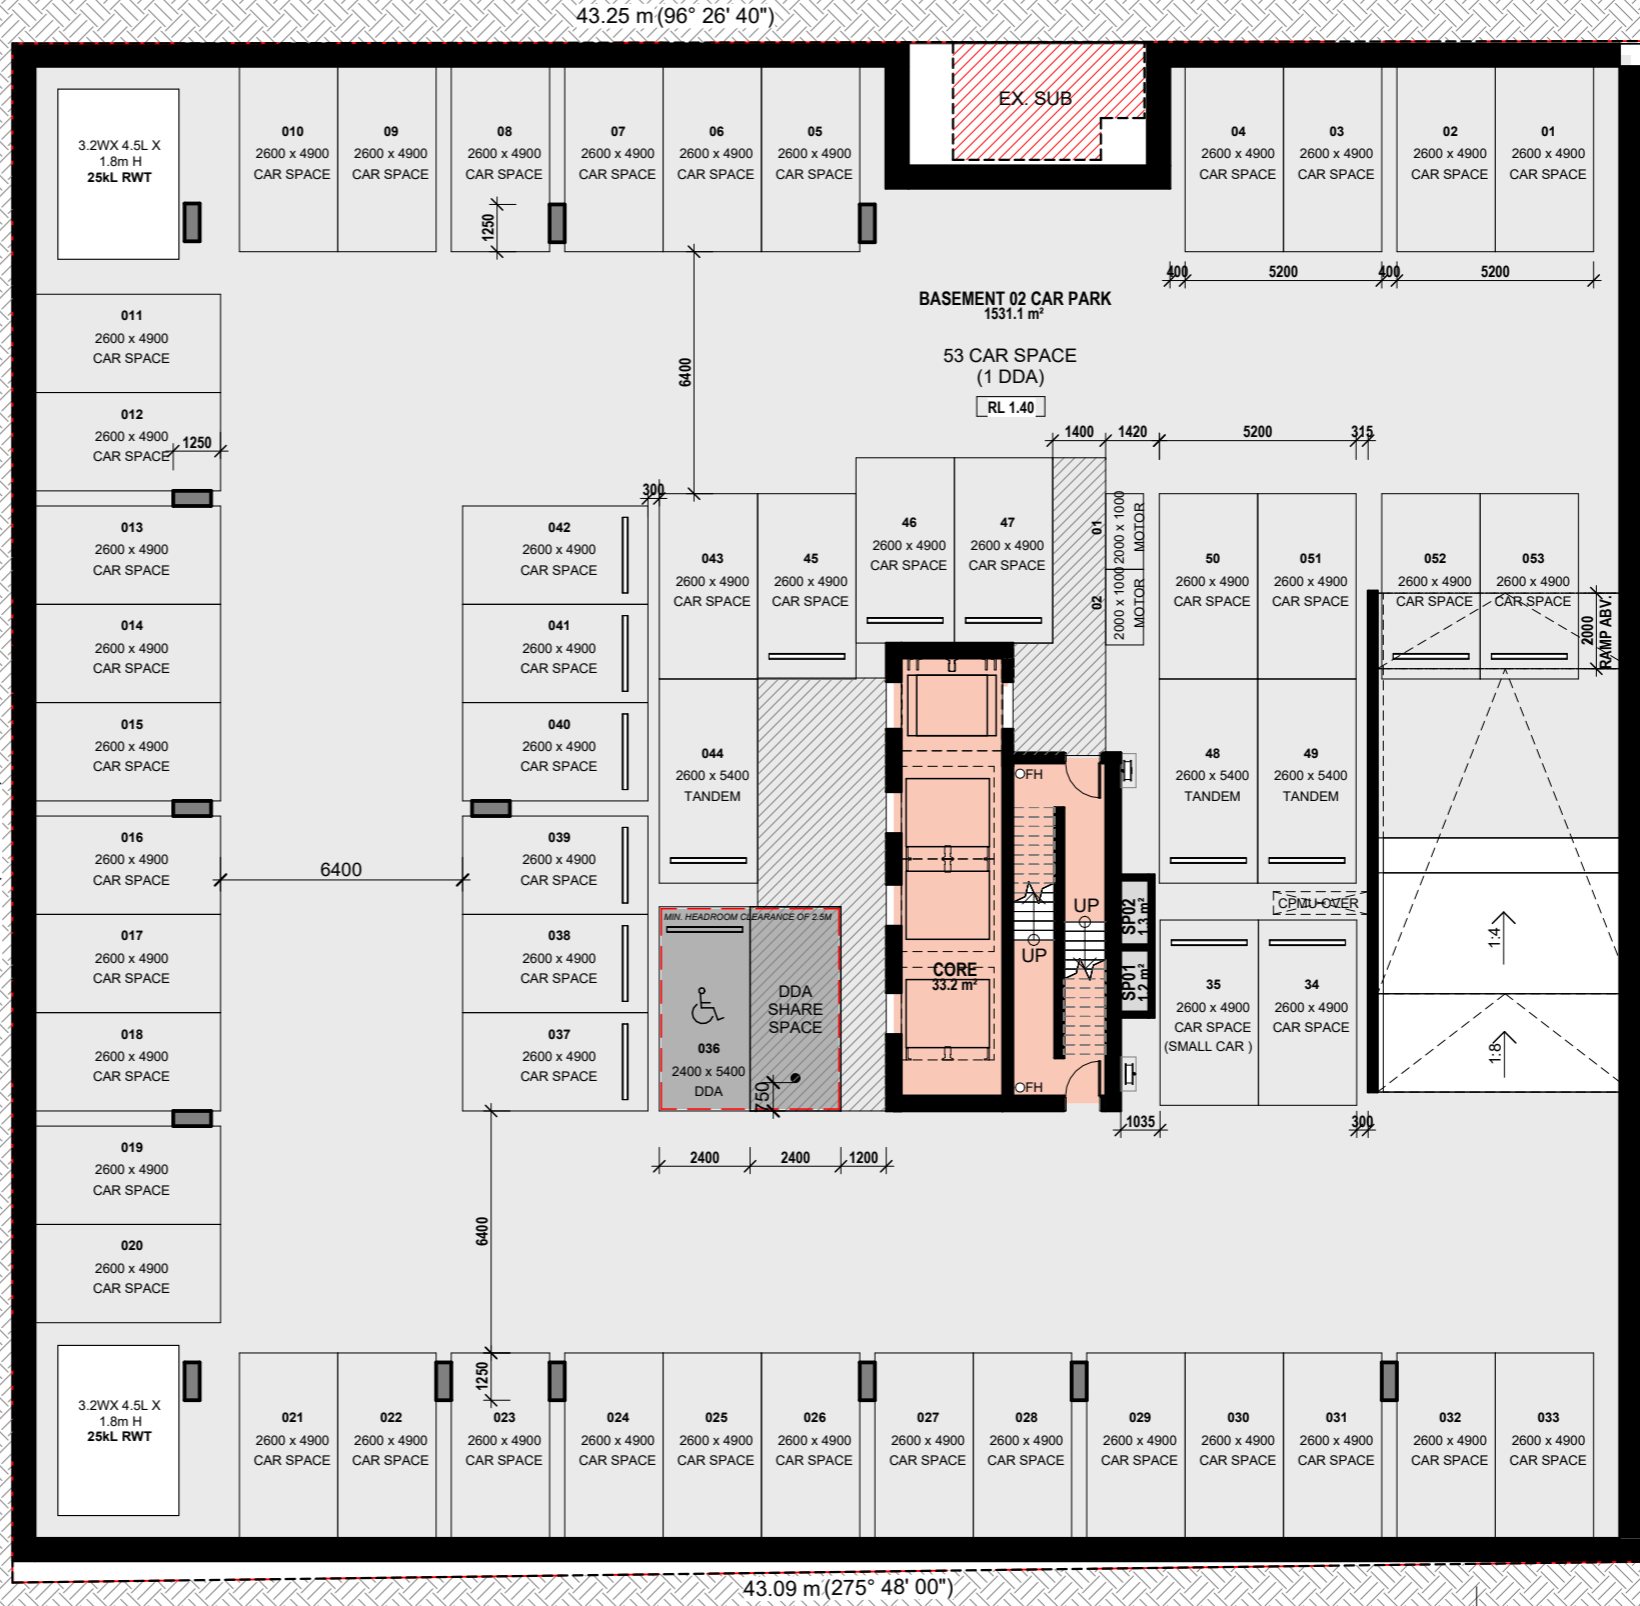 43.25 m (96° 26' 40")
EX. SUB
3.2WX 4.5L X
1.8m H
25kL RWT
010
2600 x 4900
CAR SPACE
09
2600 x 4900
CAR SPACE
08
2600 x 4900
CAR SPACE
07
2600 x 4900
CAR SPACE
06
2600 x 4900
CAR SPACE
05
2600 x 4900
CAR SPACE
04
2600 x 4900
CAR SPACE
03
2600 x 4900
CAR SPACE
02
2600 x 4900
CAR SPACE
01
2600 x 4900
CAR SPACE
1250
400
5200
400
5200
BASEMENT 02 CAR PARK
1531.1 m²
53 CAR SPACE
(1 DDA)
RL 1.40
6400
011
2600 x 4900
CAR SPACE
012
2600 x 4900
CAR SPACE
1250
013
2600 x 4900
CAR SPACE
014
2600 x 4900
CAR SPACE
015
2600 x 4900
CAR SPACE
016
2600 x 4900
CAR SPACE
017
2600 x 4900
CAR SPACE
018
2600 x 4900
CAR SPACE
019
2600 x 4900
CAR SPACE
020
2600 x 4900
CAR SPACE
6400
300
042
2600 x 4900
CAR SPACE
041
2600 x 4900
CAR SPACE
040
2600 x 4900
CAR SPACE
039
2600 x 4900
CAR SPACE
038
2600 x 4900
CAR SPACE
037
2600 x 4900
CAR SPACE
043
2600 x 4900
CAR SPACE
45
2600 x 4900
CAR SPACE
46
2600 x 4900
CAR SPACE
47
2600 x 4900
CAR SPACE
1400
1420
5200
315
01
2000 x 1000
MOTOR
02
2000 x 1000
MOTOR
50
2600 x 4900
CAR SPACE
051
2600 x 4900
CAR SPACE
052
2600 x 4900
CAR SPACE
053
2600 x 4900
CAR SPACE
2000
RAMP ABV.
044
2600 x 5400
TANDEM
48
2600 x 5400
TANDEM
49
2600 x 5400
TANDEM
FH
UP
UP
CORE
33.2 m²
FH
SP02
1.3 m²
SP01
1.2 m²
CPMU OVER
MIN. HEADROOM CLEARANCE OF 2.5M
036
2400 x 5400
DDA
DDA
SHARE
SPACE
750
35
2600 x 4900
CAR SPACE
(SMALL CAR )
34
2600 x 4900
CAR SPACE
1:4
1:8
1035
300
2400
2400
1200
6400
1250
3.2WX 4.5L X
1.8m H
25kL RWT
021
2600 x 4900
CAR SPACE
022
2600 x 4900
CAR SPACE
023
2600 x 4900
CAR SPACE
024
2600 x 4900
CAR SPACE
025
2600 x 4900
CAR SPACE
026
2600 x 4900
CAR SPACE
027
2600 x 4900
CAR SPACE
028
2600 x 4900
CAR SPACE
029
2600 x 4900
CAR SPACE
030
2600 x 4900
CAR SPACE
031
2600 x 4900
CAR SPACE
032
2600 x 4900
CAR SPACE
033
2600 x 4900
CAR SPACE
43.09 m (275° 48' 00")